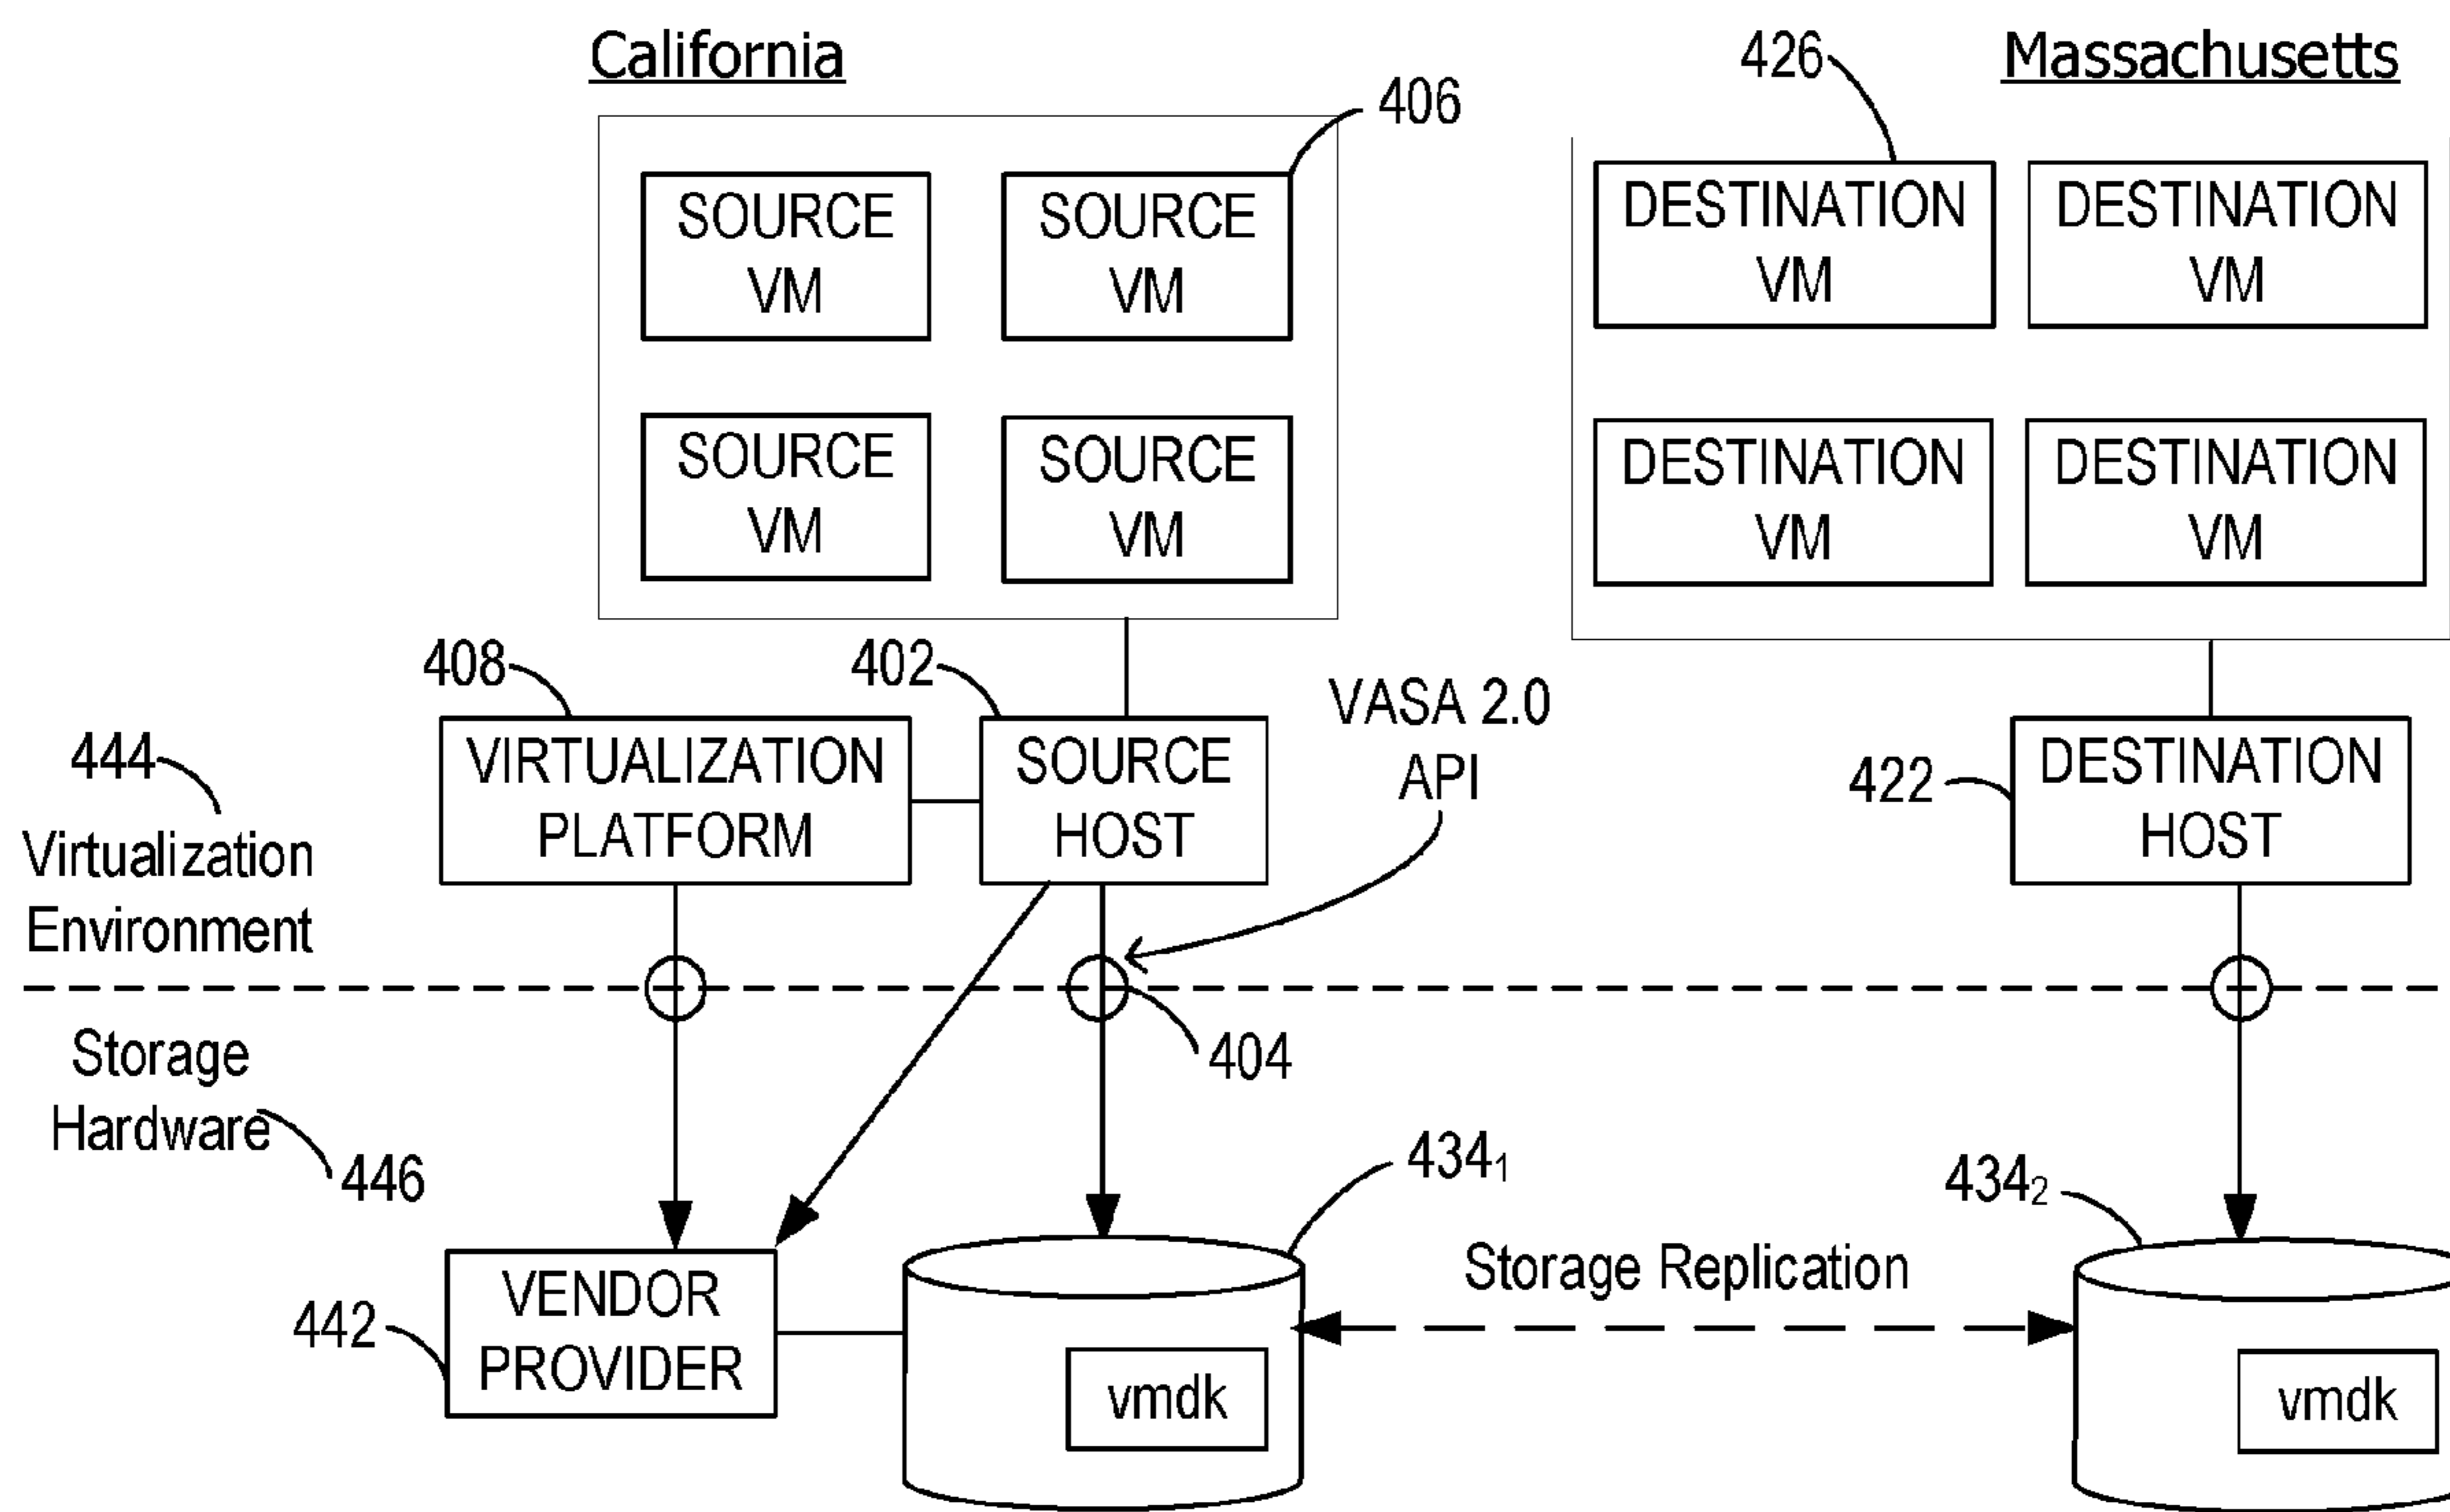 California
426
Massachusetts
406
SOURCE
VM
SOURCE
VM
DESTINATION
VM
DESTINATION
VM
SOURCE
VM
SOURCE
VM
DESTINATION
VM
DESTINATION
VM
408
402
VASA 2.0
API
444
VIRTUALIZATION
PLATFORM
SOURCE
HOST
422
DESTINATION
HOST
Virtualization
Environment
Storage
Hardware
404
446
434₁
434₂
Storage Replication
442
VENDOR
PROVIDER
vmdk
vmdk